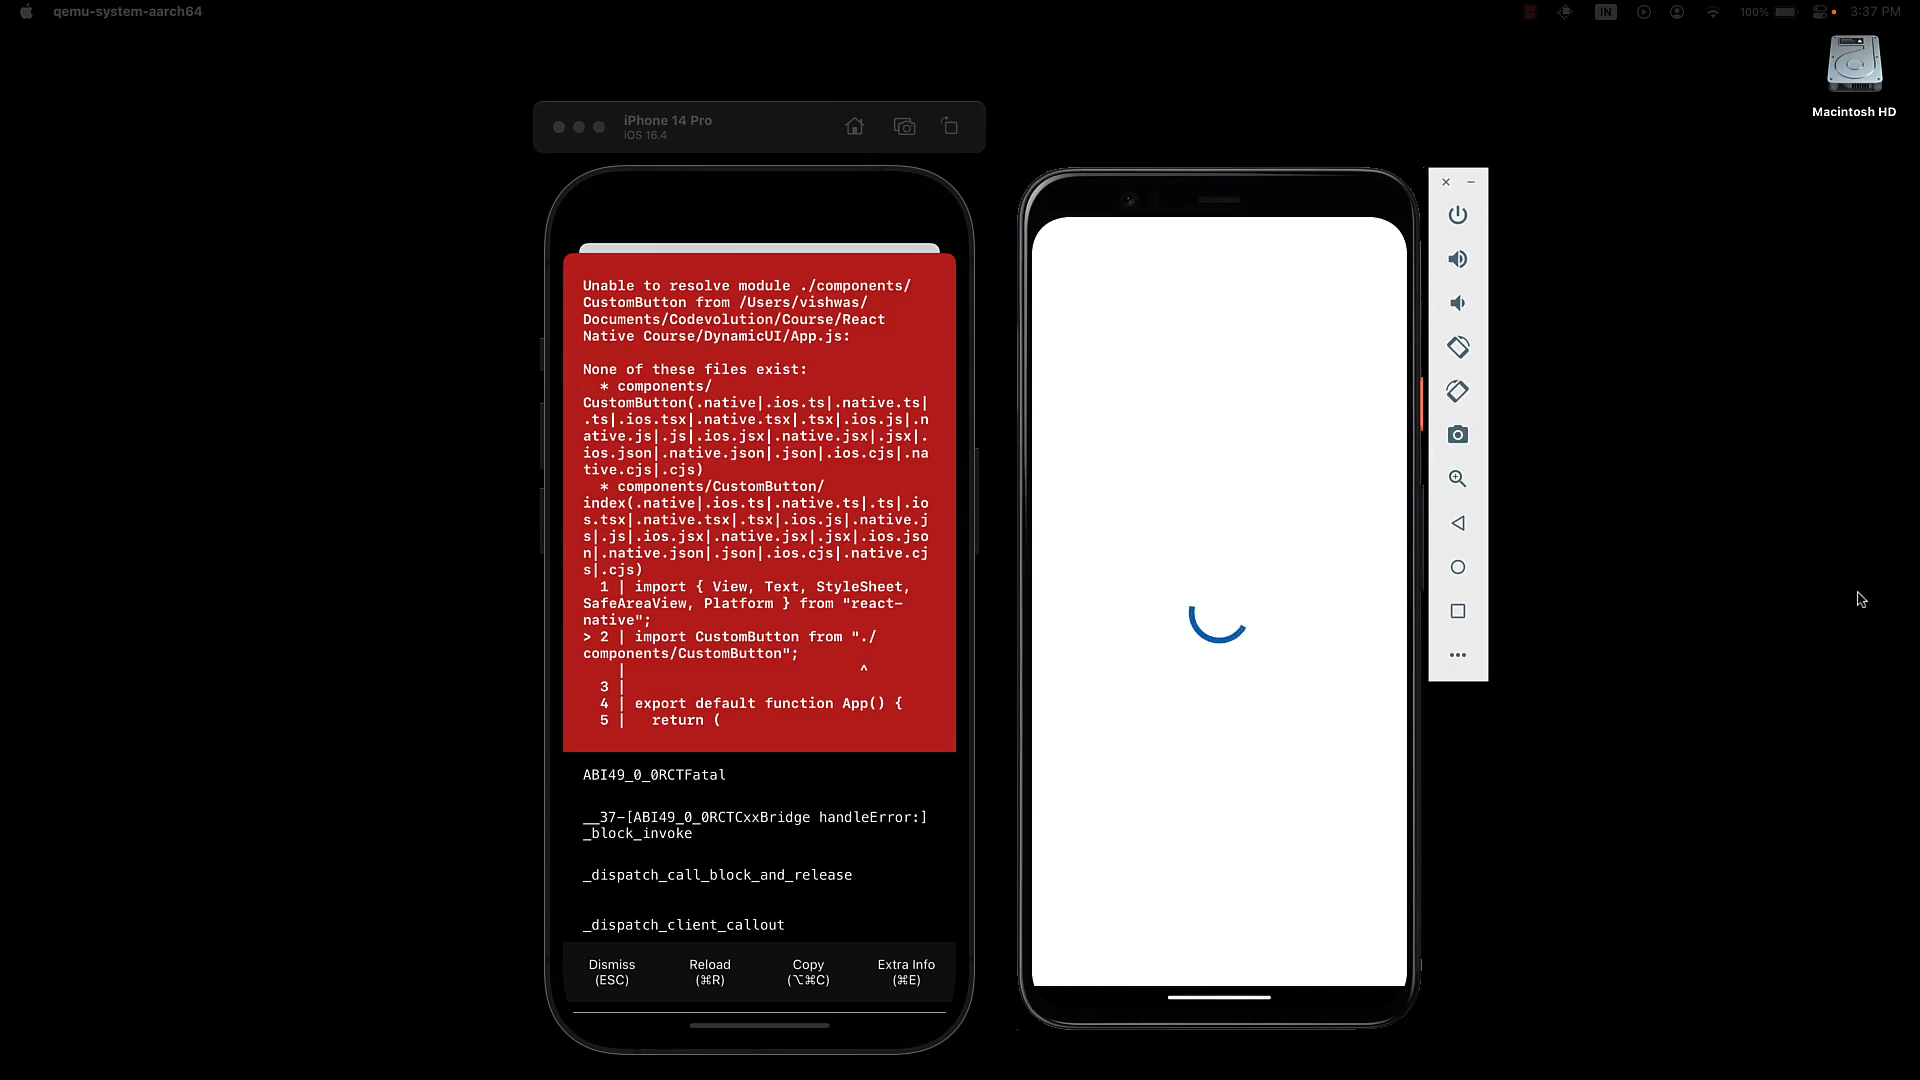 qemu-system-aarch64
IN
100%
3:37 PM
Macintosh HD
iPhone 14 Pro
iOS 16.4
Unable to resolve module ./components/
CustomButton from /Users/vishwas/
Documents/Codevolution/Course/React
Native Course/DynamicUI/App.js:
None of these files exist:
* components/
CustomButton(.native|.ios.ts|.native.ts|
.ts|.ios.tsx|.native.tsx|.tsx|.ios.js|.n
ative.js|.js|.ios.jsx|.native.jsx|.jsx|.
ios.json|.native.json|.json|.ios.cjs|.na
tive.cjs|.cjs)
* components/CustomButton/
index(.native|.ios.ts|.native.ts|.ts|.io
s.tsx|.native.tsx|.tsx|.ios.js|.native.j
s|.js|.ios.jsx|.native.jsx|.jsx|.ios.jso
n|.native.json|.json|.ios.cjs|.native.cj
s|.cjs)
1 | import { View, Text, StyleSheet,
SafeAreaView, Platform } from "react-
native";
> 2 | import CustomButton from "./
components/CustomButton";
| ^
3 |
4 | export default function App() {
5 | return (
ABI49_0_0RCTFatal
__37-[ABI49_0_0RCTCxxBridge handleError:]
_block_invoke
_dispatch_call_block_and_release
_dispatch_client_callout
Dismiss Reload Copy Extra Info
(ESC) (⌘R) (⌥⌘C) (⌘E)